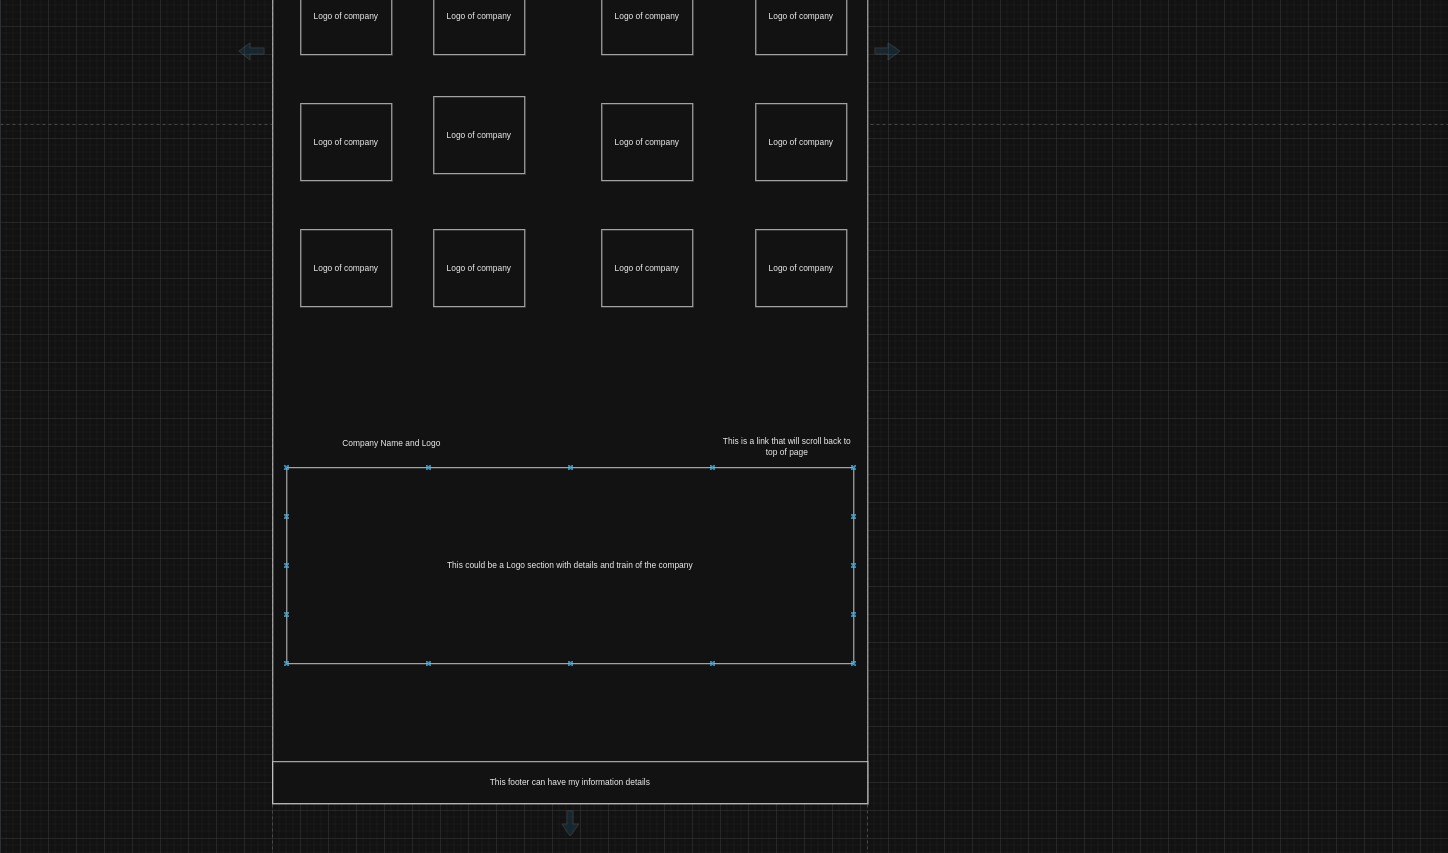 Logo of company
Logo of company
Logo of company
Logo of company
Logo of company
Logo of company
Logo of company
Logo of company
Logo of company
Logo of company
Logo of company
Logo of company
Company Name and Logo
This is a link that will scroll back to
top of page
This could be a Logo section with details and train of the company
This footer can have my information details